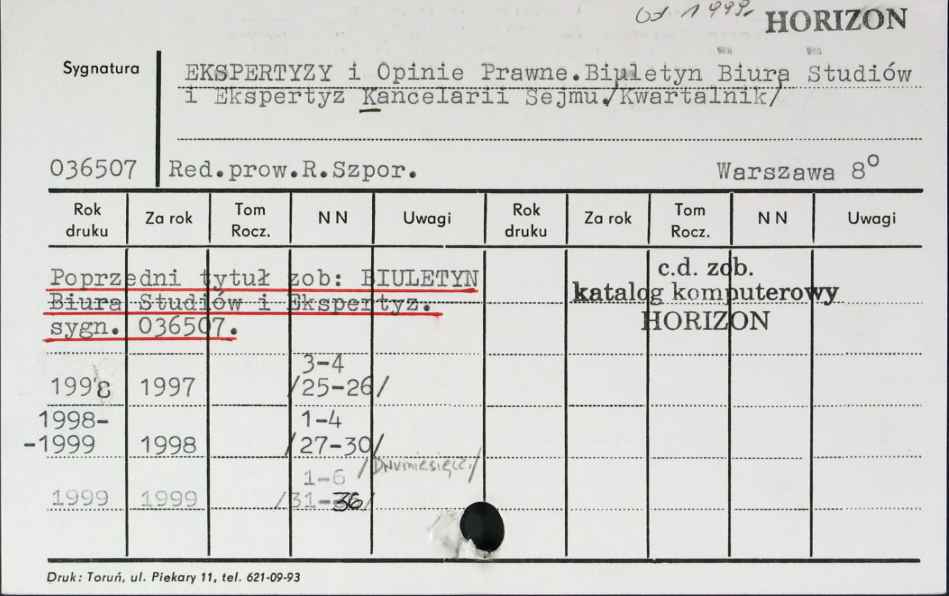 od 1999r
HORIZON
Sygnatura
EKSPERTYZY i Opinie Prawne.Biuletyn Biura Studiów
i Ekspertyz Kancelarii Sejmu./Kwartalnik/
036507 Red.prow.R.Szpor. Warszawa 8°
Rok druku Za rok Tom Rocz. NN Uwagi Rok druku Za rok Tom Rocz. NN Uwagi
Poprzedni tytuł zob: BIULETYN
Biura Studiów i Ekspertyz.
sygn. 036507.
c.d. zob.
katalog komputerowy
HORIZON
3-4
1998 1997 /25-26/
1998- 1-4
-1999 1998 /27-30/
1-6 /Dwumiesięcz./
1999 1999 /31-36/
Druk: Toruń, ul. Piekary 11, tel. 621-09-93